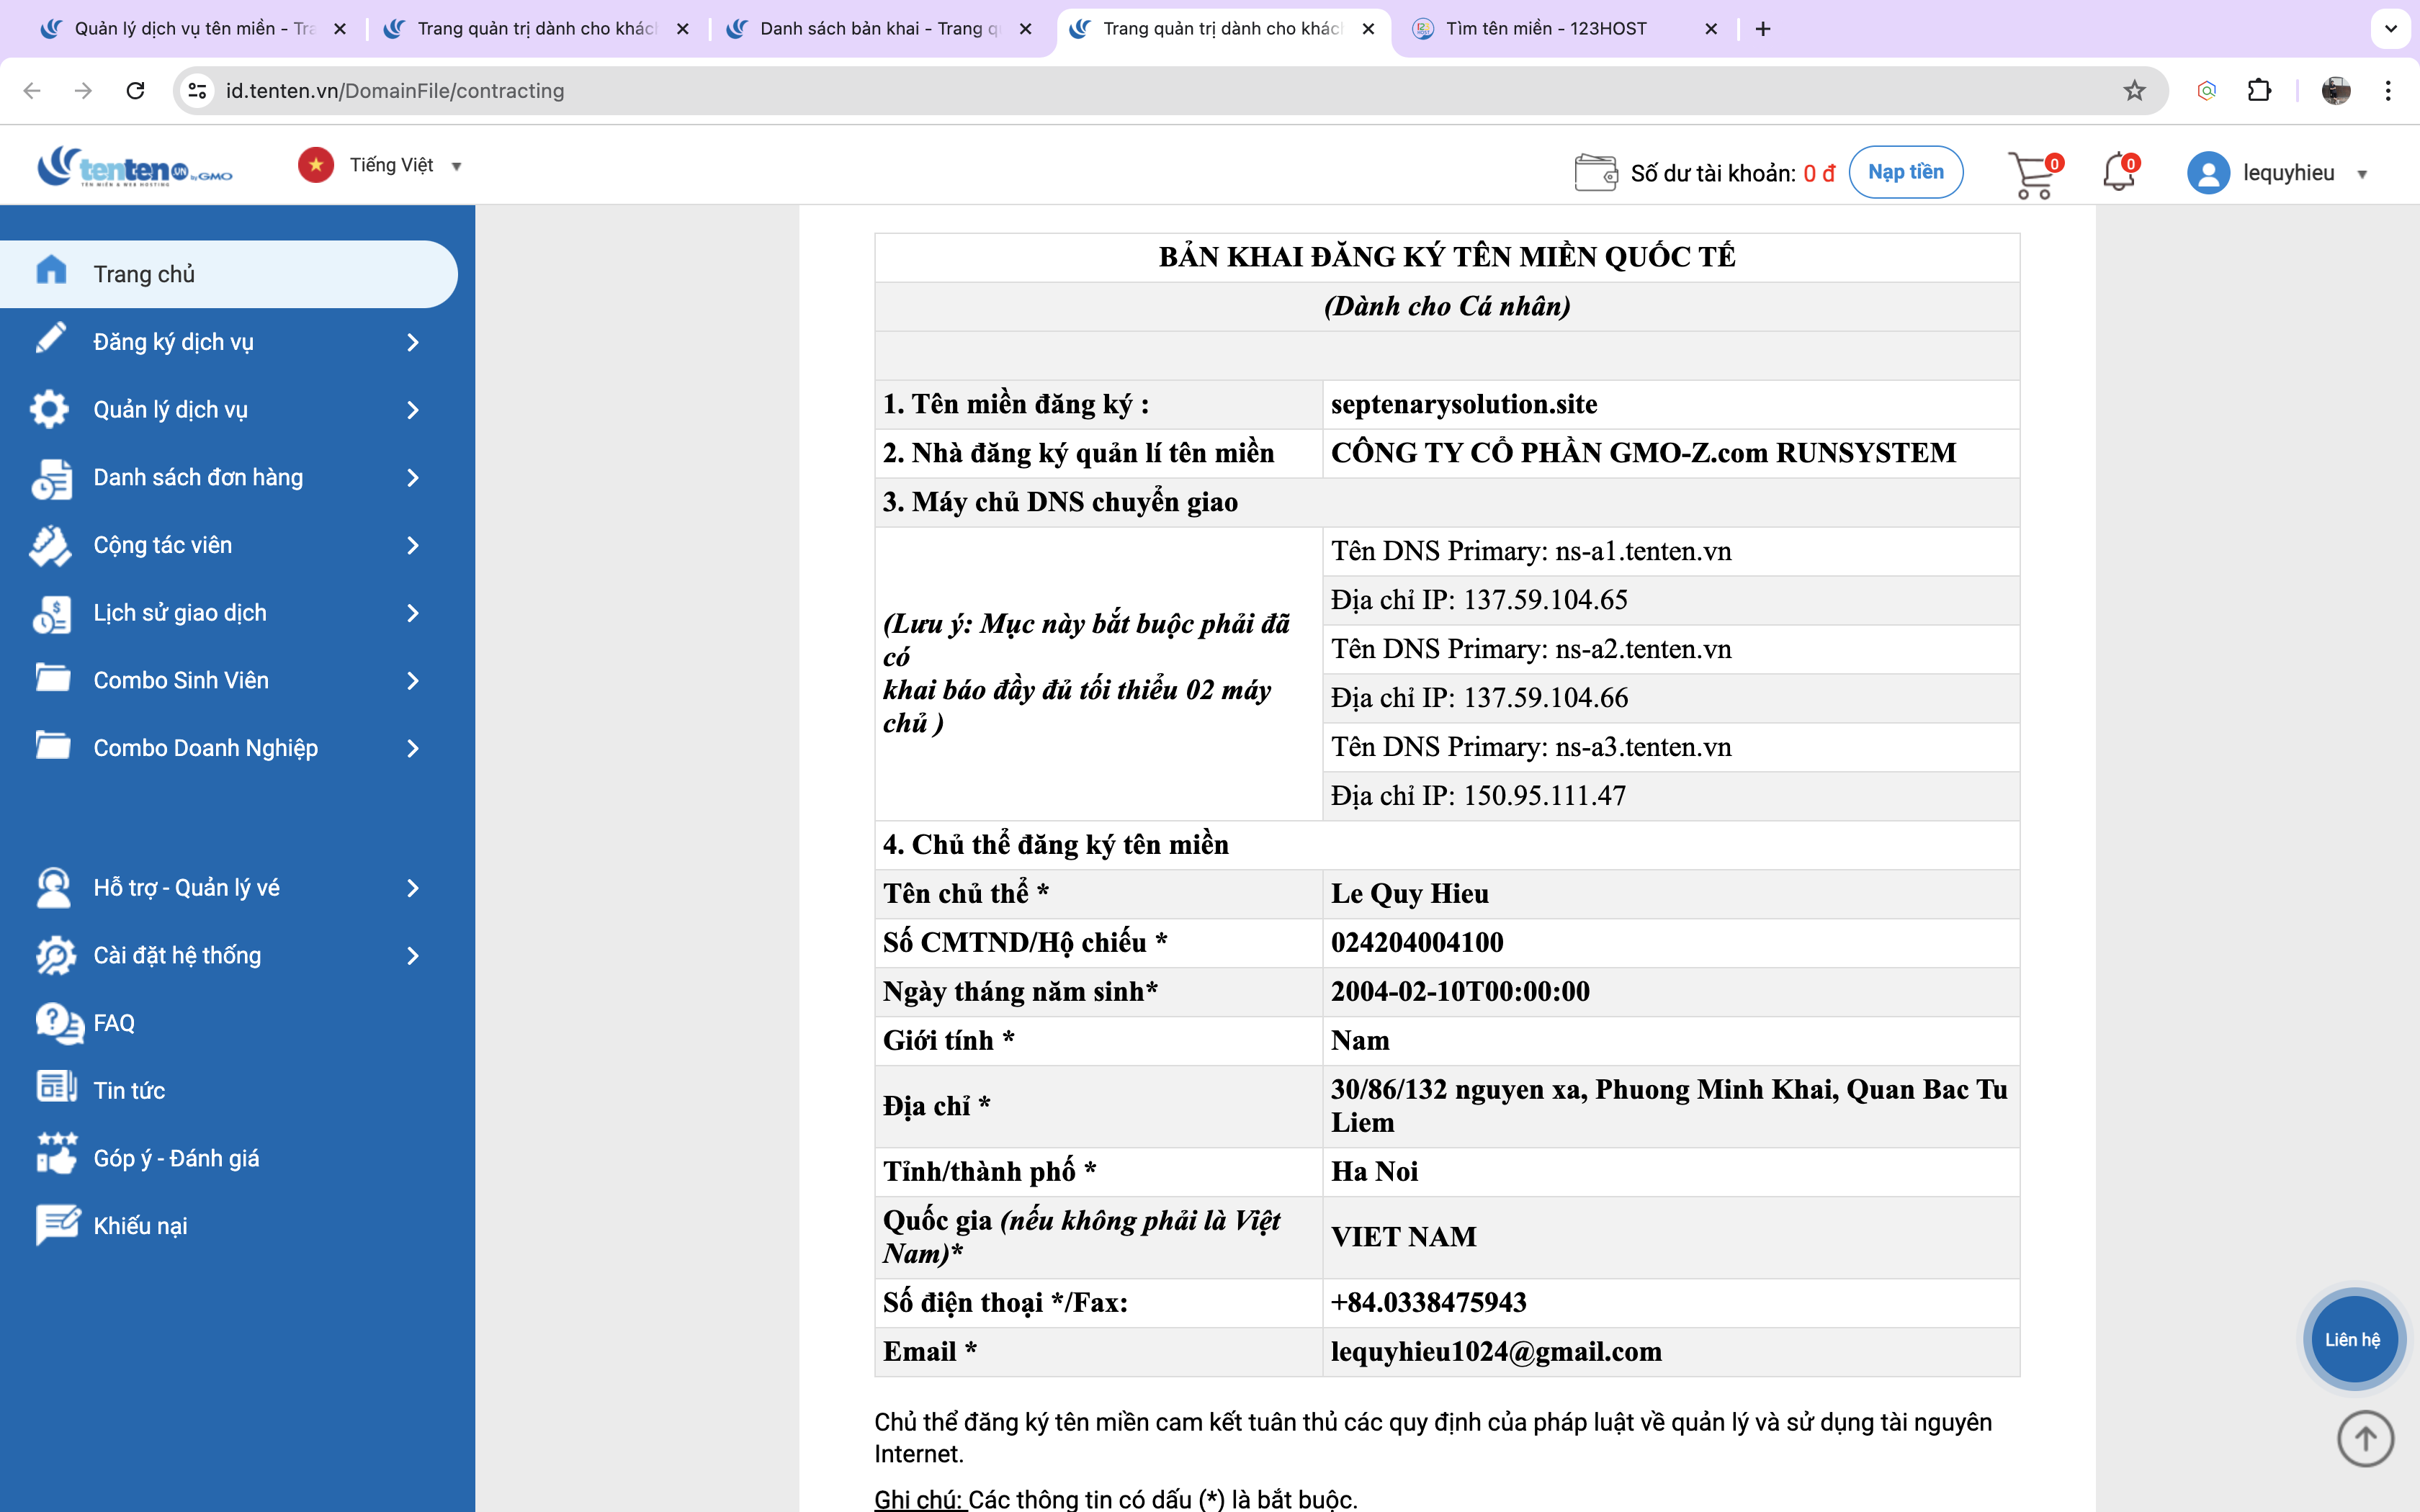 Quản lý dịch vụ tên miền - Tra
Trang quản trị dành cho khách
Danh sách bản khai - Trang q
Trang quản trị dành cho khách
Tìm tên miền - 123HOST
id.tenten.vn/DomainFile/contracting
tenten.vn by GMO
TÊN MIỀN & WEB HOSTING
Tiếng Việt
Số dư tài khoản: 0 đ
Nạp tiền
0
0
lequyhieu
Trang chủ
Đăng ký dịch vụ
Quản lý dịch vụ
Danh sách đơn hàng
Cộng tác viên
Lịch sử giao dịch
Combo Sinh Viên
Combo Doanh Nghiệp
Hỗ trợ - Quản lý vé
Cài đặt hệ thống
FAQ
Tin tức
Góp ý - Đánh giá
Khiếu nại
BẢN KHAI ĐĂNG KÝ TÊN MIỀN QUỐC TẾ
(Dành cho Cá nhân)
1. Tên miền đăng ký :
septenarysolution.site
2. Nhà đăng ký quản lí tên miền
CÔNG TY CỔ PHẦN GMO-Z.com RUNSYSTEM
3. Máy chủ DNS chuyển giao
(Lưu ý: Mục này bắt buộc phải đã
có
khai báo đầy đủ tối thiểu 02 máy
chủ )
Tên DNS Primary: ns-a1.tenten.vn
Địa chỉ IP: 137.59.104.65
Tên DNS Primary: ns-a2.tenten.vn
Địa chỉ IP: 137.59.104.66
Tên DNS Primary: ns-a3.tenten.vn
Địa chỉ IP: 150.95.111.47
4. Chủ thể đăng ký tên miền
Tên chủ thể *
Le Quy Hieu
Số CMTND/Hộ chiếu *
024204004100
Ngày tháng năm sinh*
2004-02-10T00:00:00
Giới tính *
Nam
Địa chỉ *
30/86/132 nguyen xa, Phuong Minh Khai, Quan Bac Tu
Liem
Tỉnh/thành phố *
Ha Noi
Quốc gia (nếu không phải là Việt
Nam)*
VIET NAM
Số điện thoại */Fax:
+84.0338475943
Email *
lequyhieu1024@gmail.com
Chủ thể đăng ký tên miền cam kết tuân thủ các quy định của pháp luật về quản lý và sử dụng tài nguyên
Internet.
Ghi chú: Các thông tin có dấu (*) là bắt buộc.
Liên hệ